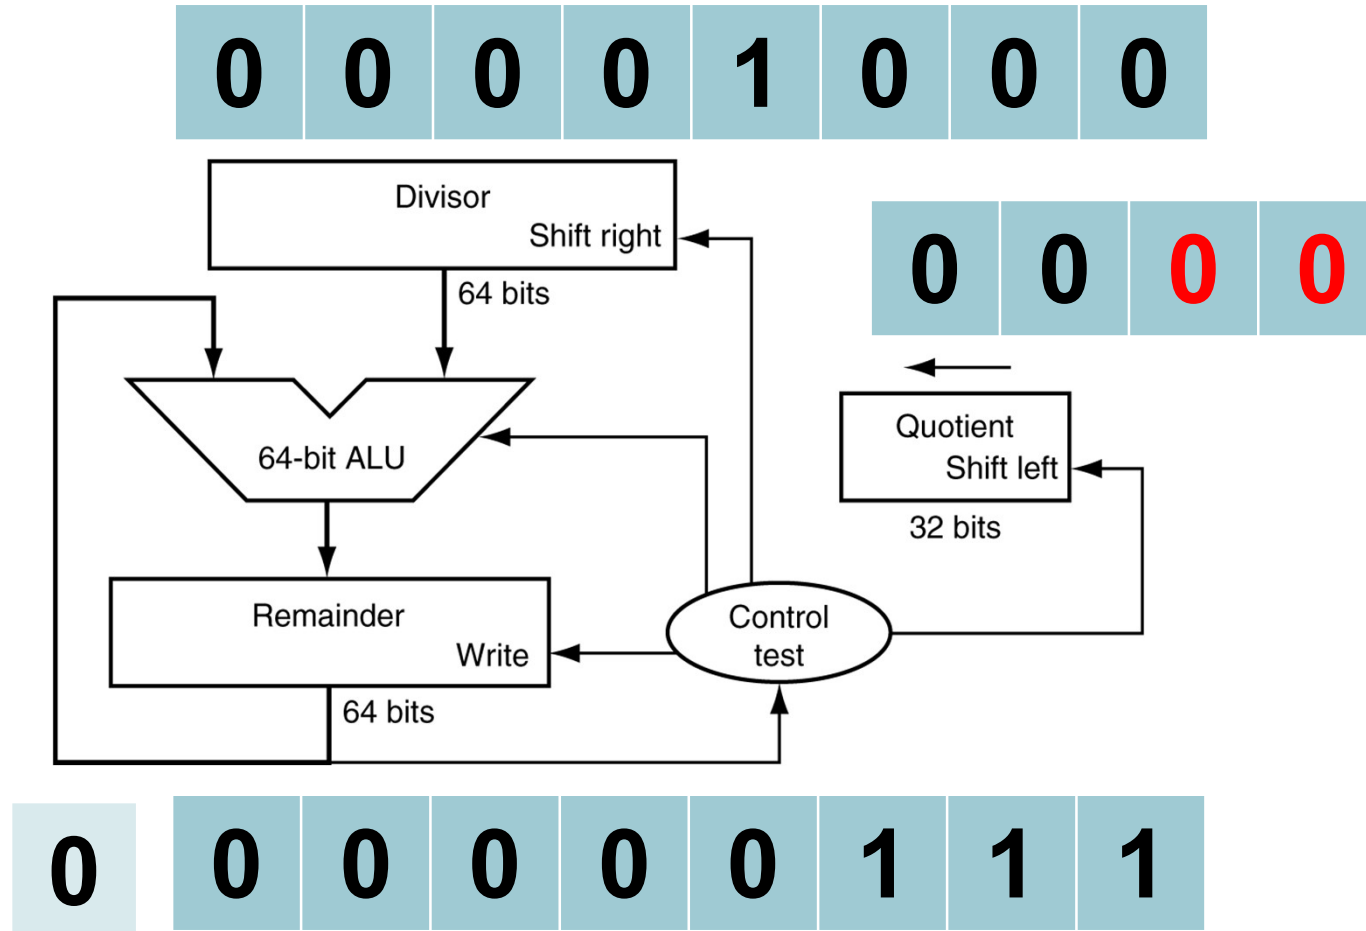 0 0 0 0 1 0 0 0
Divisor
Shift right
64 bits
0 0 0 0
64-bit ALU
Quotient
Shift left
32 bits
Remainder
Write
Control
test
64 bits
0 0 0 0 0 0 1 1 1